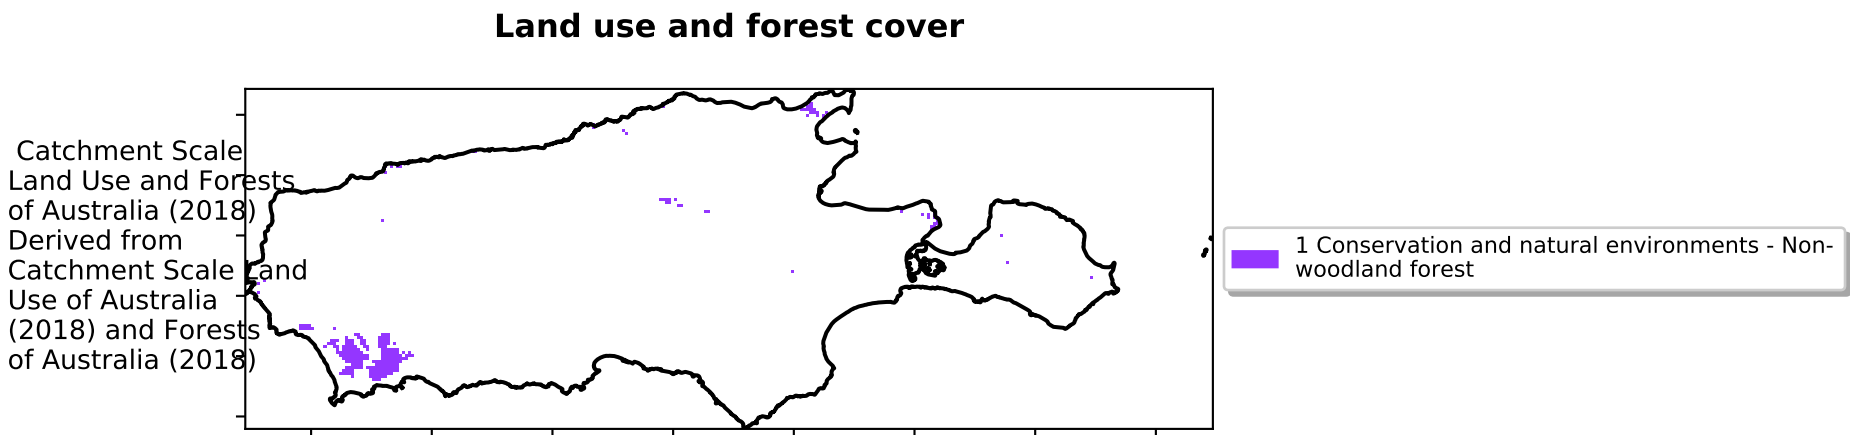 Land use and forest cover
Catchment Scale
Land Use and Forests
of Australia (2018)
Derived from
Catchment Scale Land
Use of Australia
(2018) and Forests
of Australia (2018)
1 Conservation and natural environments - Non-
woodland forest